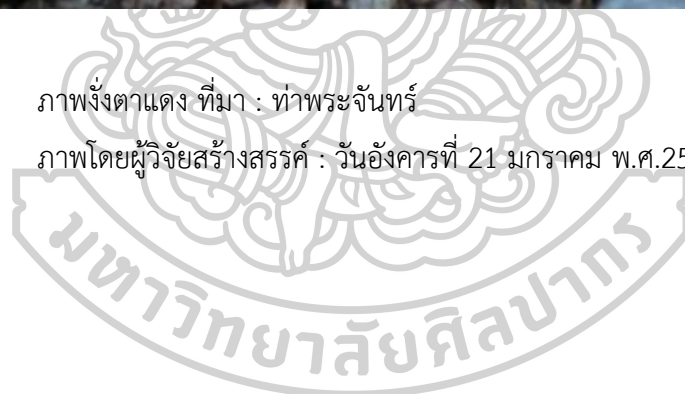 ภาพงั่งตาแดง ที่มา : ท่าพระจันทร์
ภาพโดยผู้วิจัยสร้างสรรค์ : วันอังคารที่ 21 มกราคม พ.ศ.25
มหาวิทยาลัยศิลปากร